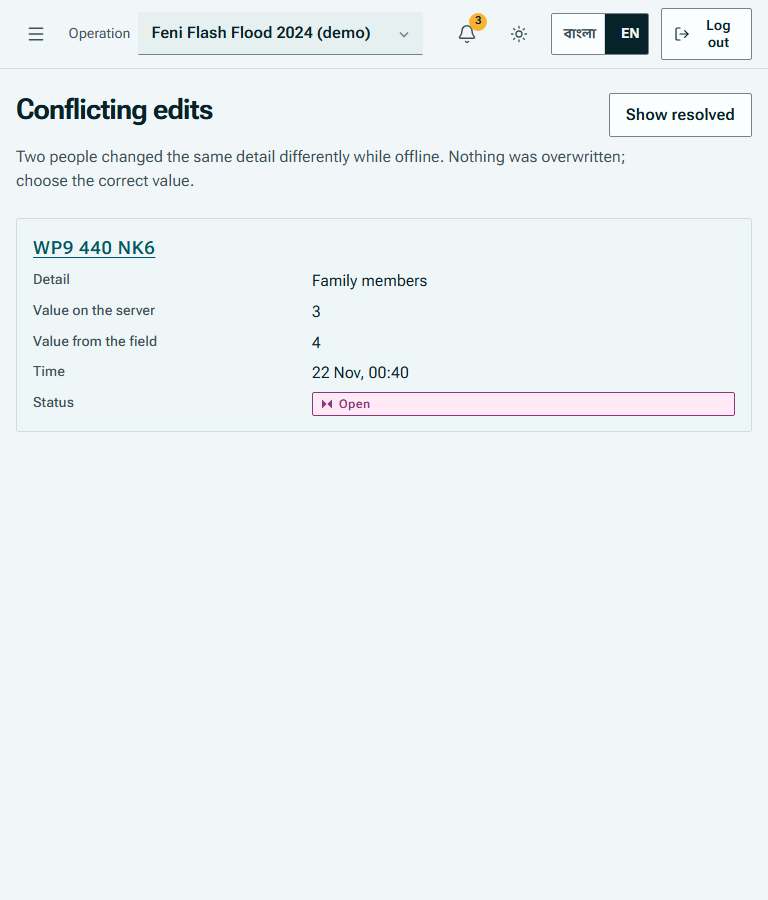 Operation
Feni Flash Flood 2024 (demo)
3
বাংলা
EN
Log out
Conflicting edits
Show resolved
Two people changed the same detail differently while offline. Nothing was overwritten;
choose the correct value.
WP9 440 NK6
Detail
Family members
Value on the server
3
Value from the field
4
Time
22 Nov, 00:40
Status
Open